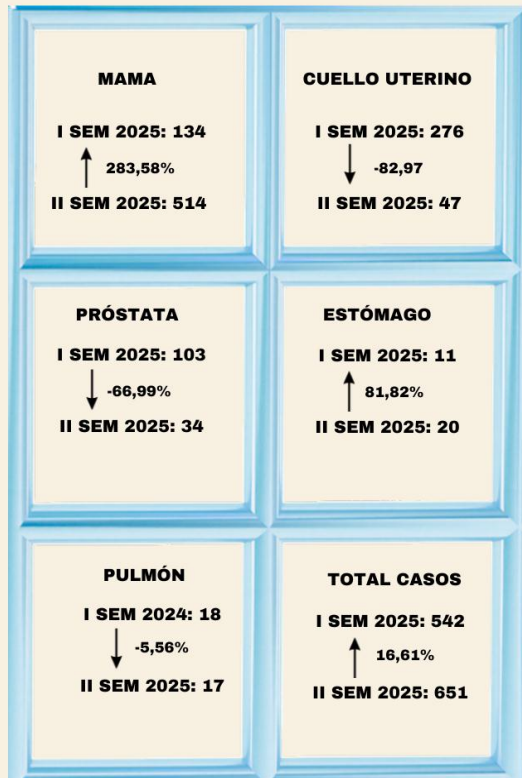 MAMA
I SEM 2025: 134
283,58%
II SEM 2025: 514
CUELLO UTERINO
I SEM 2025: 276
-82,97
II SEM 2025: 47
PRÓSTATA
I SEM 2025: 103
-66,99%
II SEM 2025: 34
ESTÓMAGO
I SEM 2025: 11
81,82%
II SEM 2025: 20
PULMÓN
I SEM 2024: 18
-5,56%
II SEM 2025: 17
TOTAL CASOS
I SEM 2025: 542
16,61%
II SEM 2025: 651